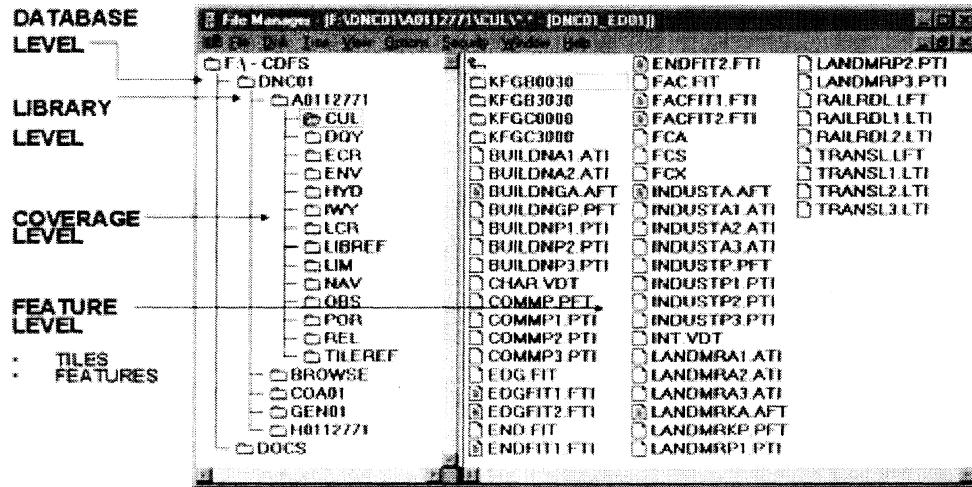 DATABASE
LEVEL
LIBRARY
LEVEL
COVERAGE
LEVEL
FEATURE
LEVEL
• TILES
• FEATURES
File Manager - [F:\DNC01\A0112771\CUL\*.* - [DNC01_ED01]]
File Disk Tree View Options Security Window Help
F:\ - CDFS
DNC01
A0112771
CUL
DQY
ECR
ENV
HYD
IWY
LCR
LIBREF
LIM
NAV
OBS
POR
REL
TILEREF
BROWSE
COA01
GEN01
H0112771
DOCS
KFGB0030
KFGB3030
KFGC0000
KFGC3000
BUILDNA1.ATI
BUILDNA2.ATI
BUILDNGA.AFT
BUILDNGP.PFT
BUILDNP1.PTI
BUILDNP2.PTI
BUILDNP3.PTI
CHAR.VDT
COMMP.PFT
COMMP1.PTI
COMMP2.PTI
COMMP3.PTI
EDG.FIT
EDGFIT1.FTI
EDGFIT2.FTI
END.FIT
ENDFIT1.FTI
ENDFIT2.FTI
FAC.FIT
FACFIT1.FTI
FACFIT2.FTI
FCA
FCS
FCX
INDUSTA.AFT
INDUSTA1.ATI
INDUSTA2.ATI
INDUSTA3.ATI
INDUSTP.PFT
INDUSTP1.PTI
INDUSTP2.PTI
INDUSTP3.PTI
INT.VDT
LANDMRA1.ATI
LANDMRA2.ATI
LANDMRA3.ATI
LANDMRKA.AFT
LANDMRKP.PFT
LANDMRP1.PTI
LANDMRP2.PTI
LANDMRP3.PTI
RAILRDL.LFT
RAILRDL1.LTI
RAILRDL2.LTI
TRANSL.LFT
TRANSL1.LTI
TRANSL2.LTI
TRANSL3.LTI